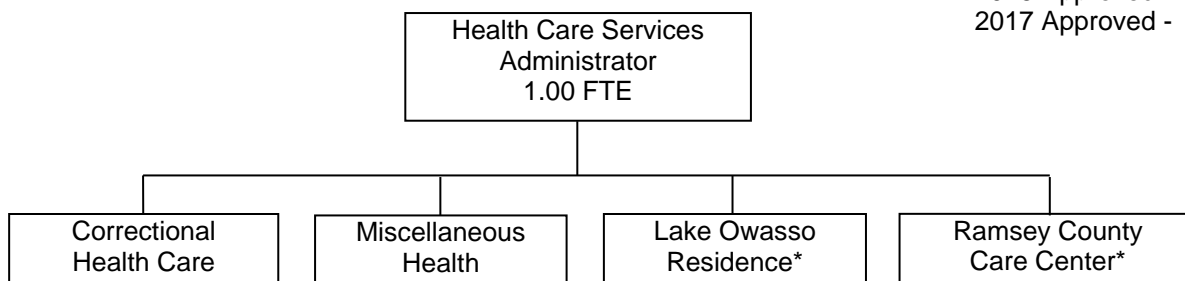 2017 Approved -
Health Care Services
Administrator
1.00 FTE
Correctional
Health Care
Miscellaneous
Health
Lake Owasso
Residence*
Ramsey County
Care Center*